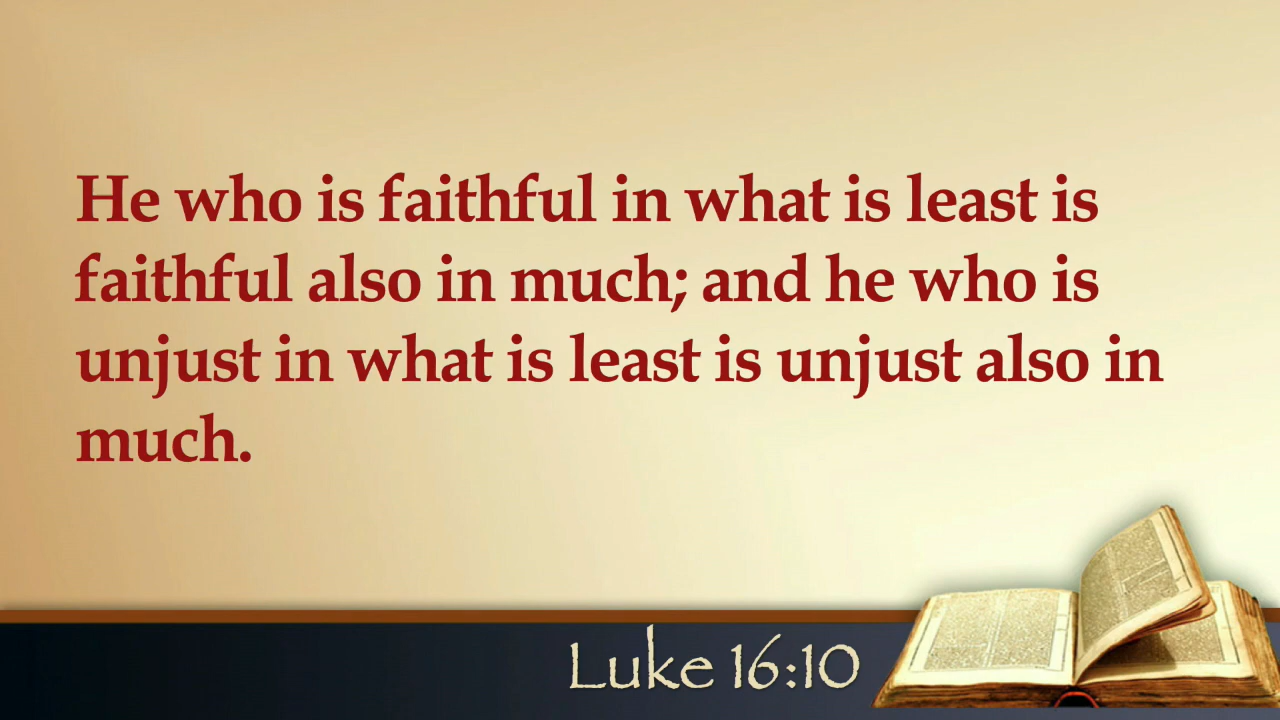 He who is faithful in what is least is
faithful also in much; and he who is
unjust in what is least is unjust also in
much.
Luke 16:10